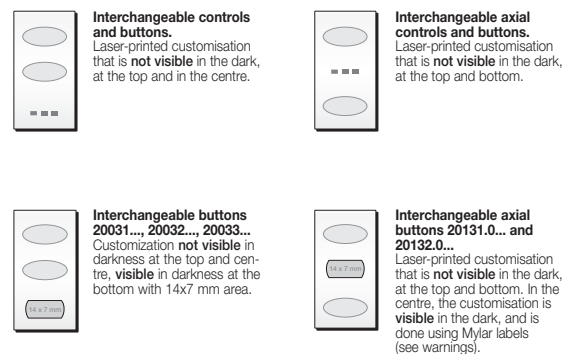 Interchangeable controls
and buttons.
Laser-printed customisation
that is not visible in the dark,
at the top and in the centre.
Interchangeable axial
controls and buttons.
Laser-printed customisation
that is not visible in the dark,
at the top and bottom.
Interchangeable buttons
20031..., 20032..., 20033...
Customization not visible in
darkness at the top and cen-
tre, visible in darkness at the
bottom with 14x7 mm area.
14 x 7 mm
Interchangeable axial
buttons 20131.0... and
20132.0...
Laser-printed customisation
that is not visible in the dark,
at the top and bottom. In the
centre, the customisation is
visible in the dark, and is
done using Mylar labels
(see warnings).
14 x 7 mm